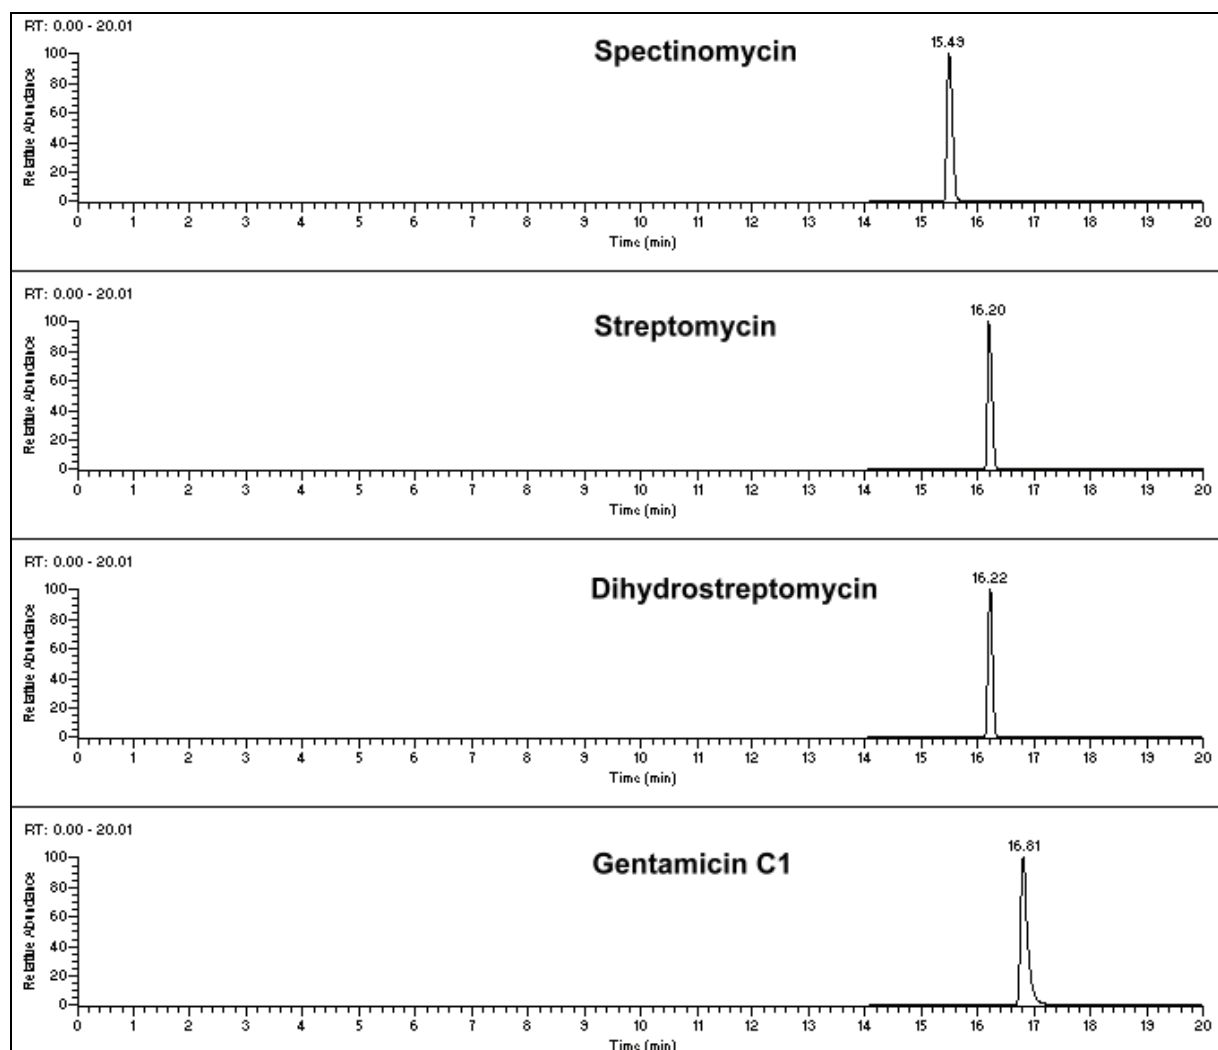 RT: 0.00 - 20.01
Spectinomycin
15.49
100
80
60
40
20
0
Relative Abundance
0 1 2 3 4 5 6 7 8 9 10 11 12 13 14 15 16 17 18 19 20
Time (min)
RT: 0.00 - 20.01
Streptomycin
16.20
100
80
60
40
20
0
Relative Abundance
0 1 2 3 4 5 6 7 8 9 10 11 12 13 14 15 16 17 18 19 20
Time (min)
RT: 0.00 - 20.01
Dihydrostreptomycin
16.22
100
80
60
40
20
0
Relative Abundance
0 1 2 3 4 5 6 7 8 9 10 11 12 13 14 15 16 17 18 19 20
Time (min)
RT: 0.00 - 20.01
Gentamicin C1
16.81
100
80
60
40
20
0
Relative Abundance
0 1 2 3 4 5 6 7 8 9 10 11 12 13 14 15 16 17 18 19 20
Time (min)